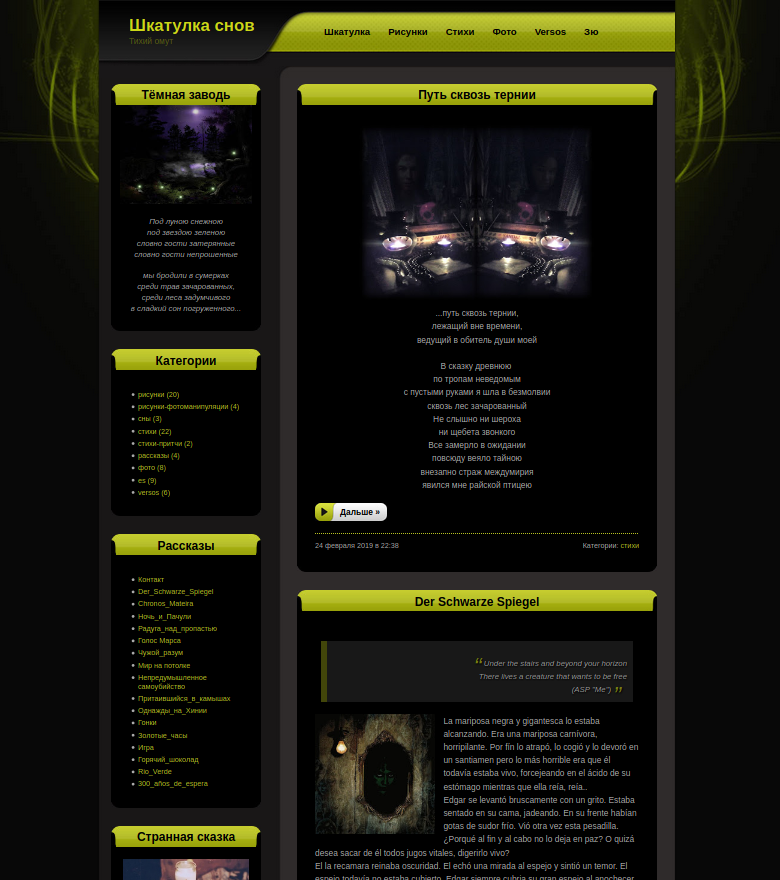 Шкатулка снов
Тихий омут
Шкатулка Рисунки Стихи Фото Versos Зю
Тёмная заводь
Под луною снежною
под звездою зеленою
словно гости затерянные
словно гости непрошенные
мы бродили в сумерках
среди трав зачарованных,
среди леса задумчивого
в сладкий сон погруженного...
Категории
рисунки (20)
рисунки-фотоманипуляции (4)
сны (3)
стихи (22)
стихи-притчи (2)
рассказы (4)
фото (8)
es (9)
versos (6)
Рассказы
Контакт
Der_Schwarze_Spiegel
Chronos_Mateira
Ночь_и_Пачули
Радуга_над_пропастью
Голос Марса
Чужой_разум
Мир на потолке
Непредумышленное
самоубийство
Притаившийся_в_камышах
Однажды_на_Хинии
Гонки
Золотые_часы
Игра
Горячий_шоколад
Rio_Verde
300_años_de_espera
Странная сказка
Путь сквозь тернии
...путь сквозь тернии,
лежащий вне времени,
ведущий в обитель души моей
В сказку древнюю
по тропам неведомым
с пустыми руками я шла в безмолвии
сквозь лес зачарованный
Не слышно ни шероха
ни щебета звонкого
Все замерло в ожидании
повсюду веяло тайною
внезапно страж междумирия
явился мне райской птицею
Дальше »
24 февраля 2019 в 22:38
Категории: стихи
Der Schwarze Spiegel
“ Under the stairs and beyond your horizon
There lives a creature that wants to be free
(ASP "Me") ”
La mariposa negra y gigantesca lo estaba
alcanzando. Era una mariposa carnívora,
horripilante. Por fin lo atrapó, lo cogió y lo devoró en
un santiamen pero lo más horrible era que él
todavía estaba vivo, forcejeando en el ácido de su
estómago mientras que ella reía, reía..
Edgar se levantó bruscamente con un grito. Estaba
sentado en su cama, jadeando. En su frente habían
gotas de sudor frío. Vió otra vez esta pesadilla.
¿Porqué al fin y al cabo no lo deja en paz? O quizá
desea sacar de él todos jugos vitales, digerirlo vivo?
El la recamara reinaba oscuridad. El echó una mirada al espejo y sintió un temor. El
espejo todavía no estaba cubierto. Edgar siempre cubria su gran espejo al anochecer